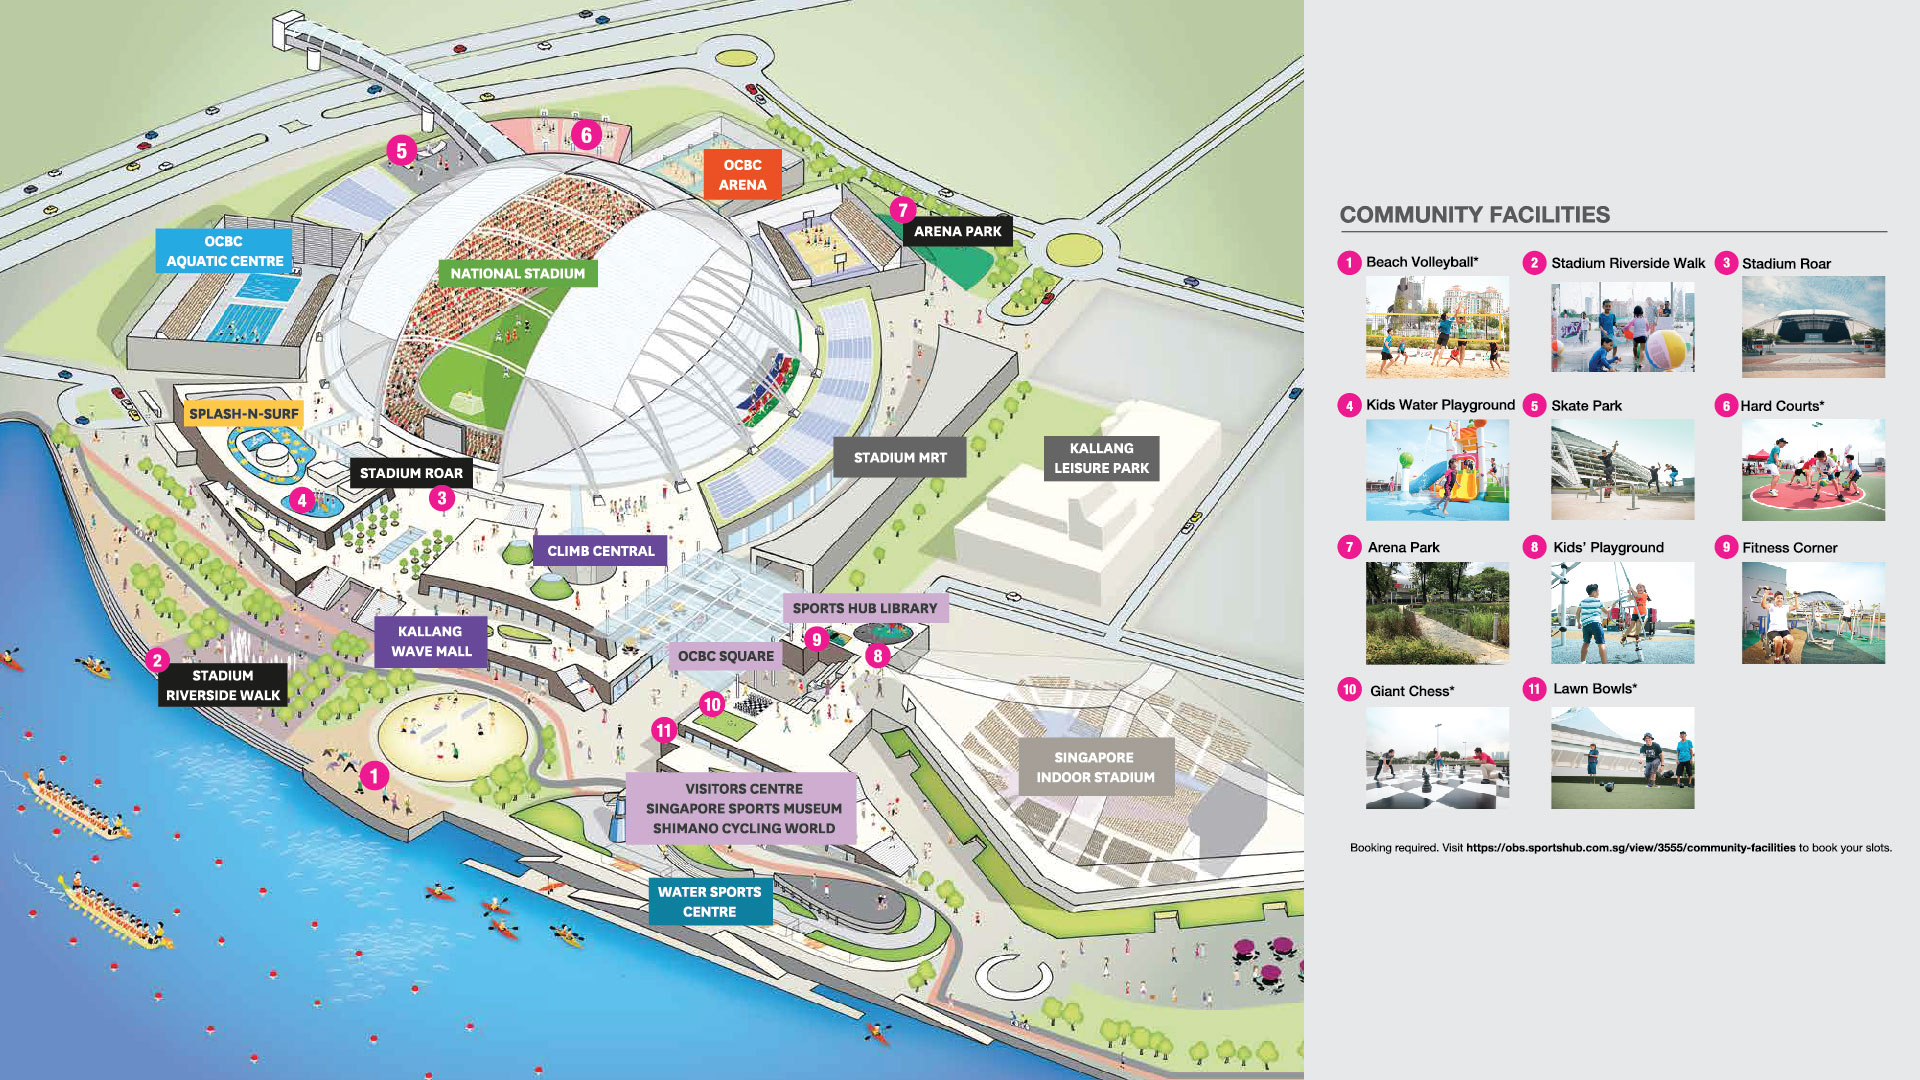 5
6
OCBC
ARENA
7
ARENA PARK
OCBC
AQUATIC CENTRE
NATIONAL STADIUM
SPLASH-N-SURF
STADIUM ROAR
4
3
STADIUM MRT
KALLANG
LEISURE PARK
CLIMB CENTRAL
SPORTS HUB LIBRARY
KALLANG
WAVE MALL
9
8
OCBC SQUARE
2
STADIUM
RIVERSIDE WALK
10
11
1
SINGAPORE
INDOOR STADIUM
VISITORS CENTRE
SINGAPORE SPORTS MUSEUM
SHIMANO CYCLING WORLD
WATER SPORTS
CENTRE
COMMUNITY FACILITIES
1 Beach Volleyball*
2 Stadium Riverside Walk
3 Stadium Roar
4 Kids Water Playground
5 Skate Park
6 Hard Courts*
7 Arena Park
8 Kids' Playground
9 Fitness Corner
10 Giant Chess*
11 Lawn Bowls*
Booking required. Visit https://obs.sportshub.com.sg/view/3555/community-facilities to book your slots.